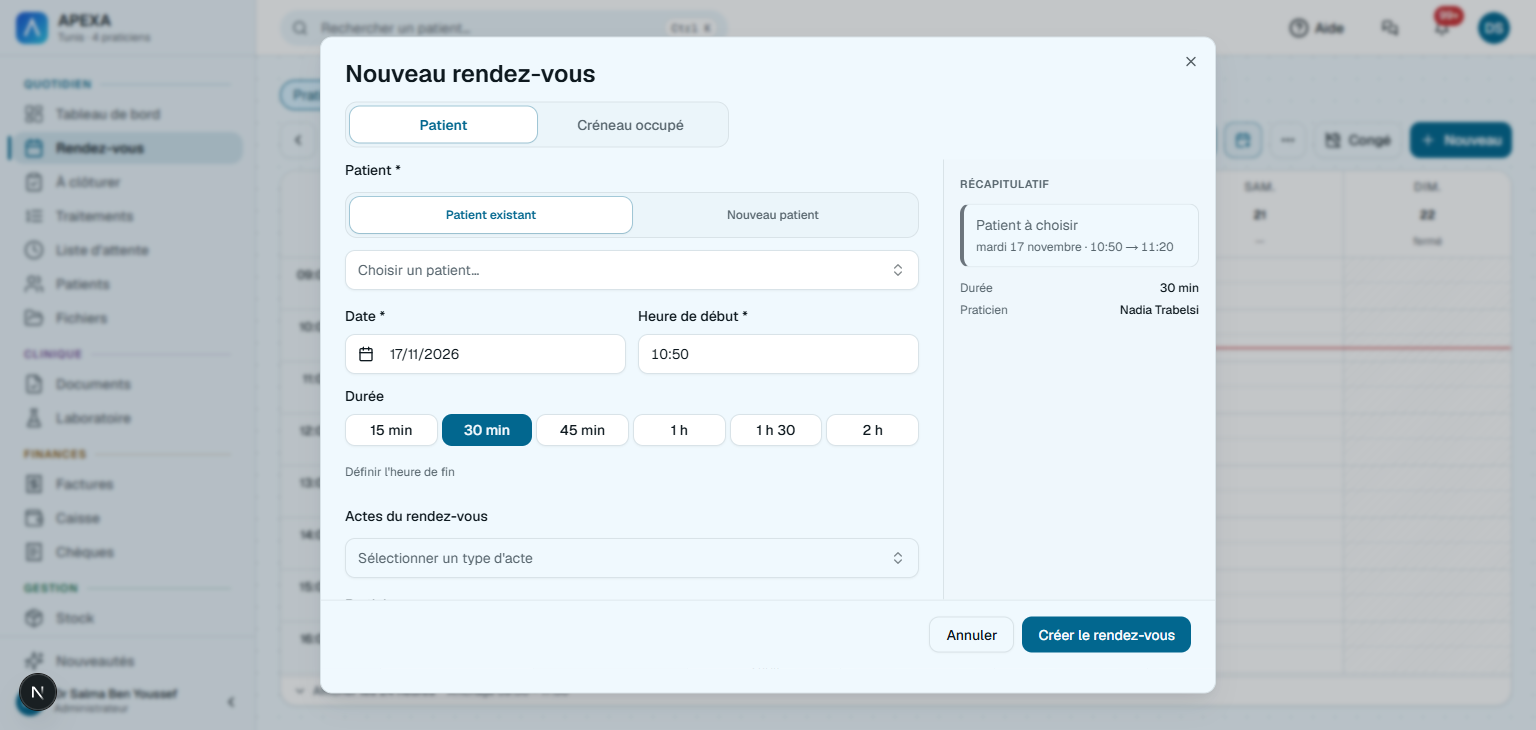 APEXA
Tunis · 4 praticiens
Rechercher un patient...
Ctrl K
Aide
99+
DS
QUOTIDIEN
Tableau de bord
Rendez-vous
À clôturer
Traitements
Liste d'attente
Patients
Fichiers
CLINIQUE
Documents
Laboratoire
FINANCES
Factures
Caisse
Chèques
GESTION
Stock
Nouveautés
Dr Salma Ben Youssef
Administrateur
N
Congé
+ Nouveau
SAM.
DIM.
21
22
fermé
Nouveau rendez-vous
Patient
Créneau occupé
Patient *
Patient existant
Nouveau patient
Choisir un patient...
Date *
Heure de début *
17/11/2026
10:50
Durée
15 min
30 min
45 min
1 h
1 h 30
2 h
Définir l'heure de fin
Actes du rendez-vous
Sélectionner un type d'acte
RÉCAPITULATIF
Patient à choisir
mardi 17 novembre · 10:50 → 11:20
Durée
30 min
Praticien
Nadia Trabelsi
Annuler
Créer le rendez-vous